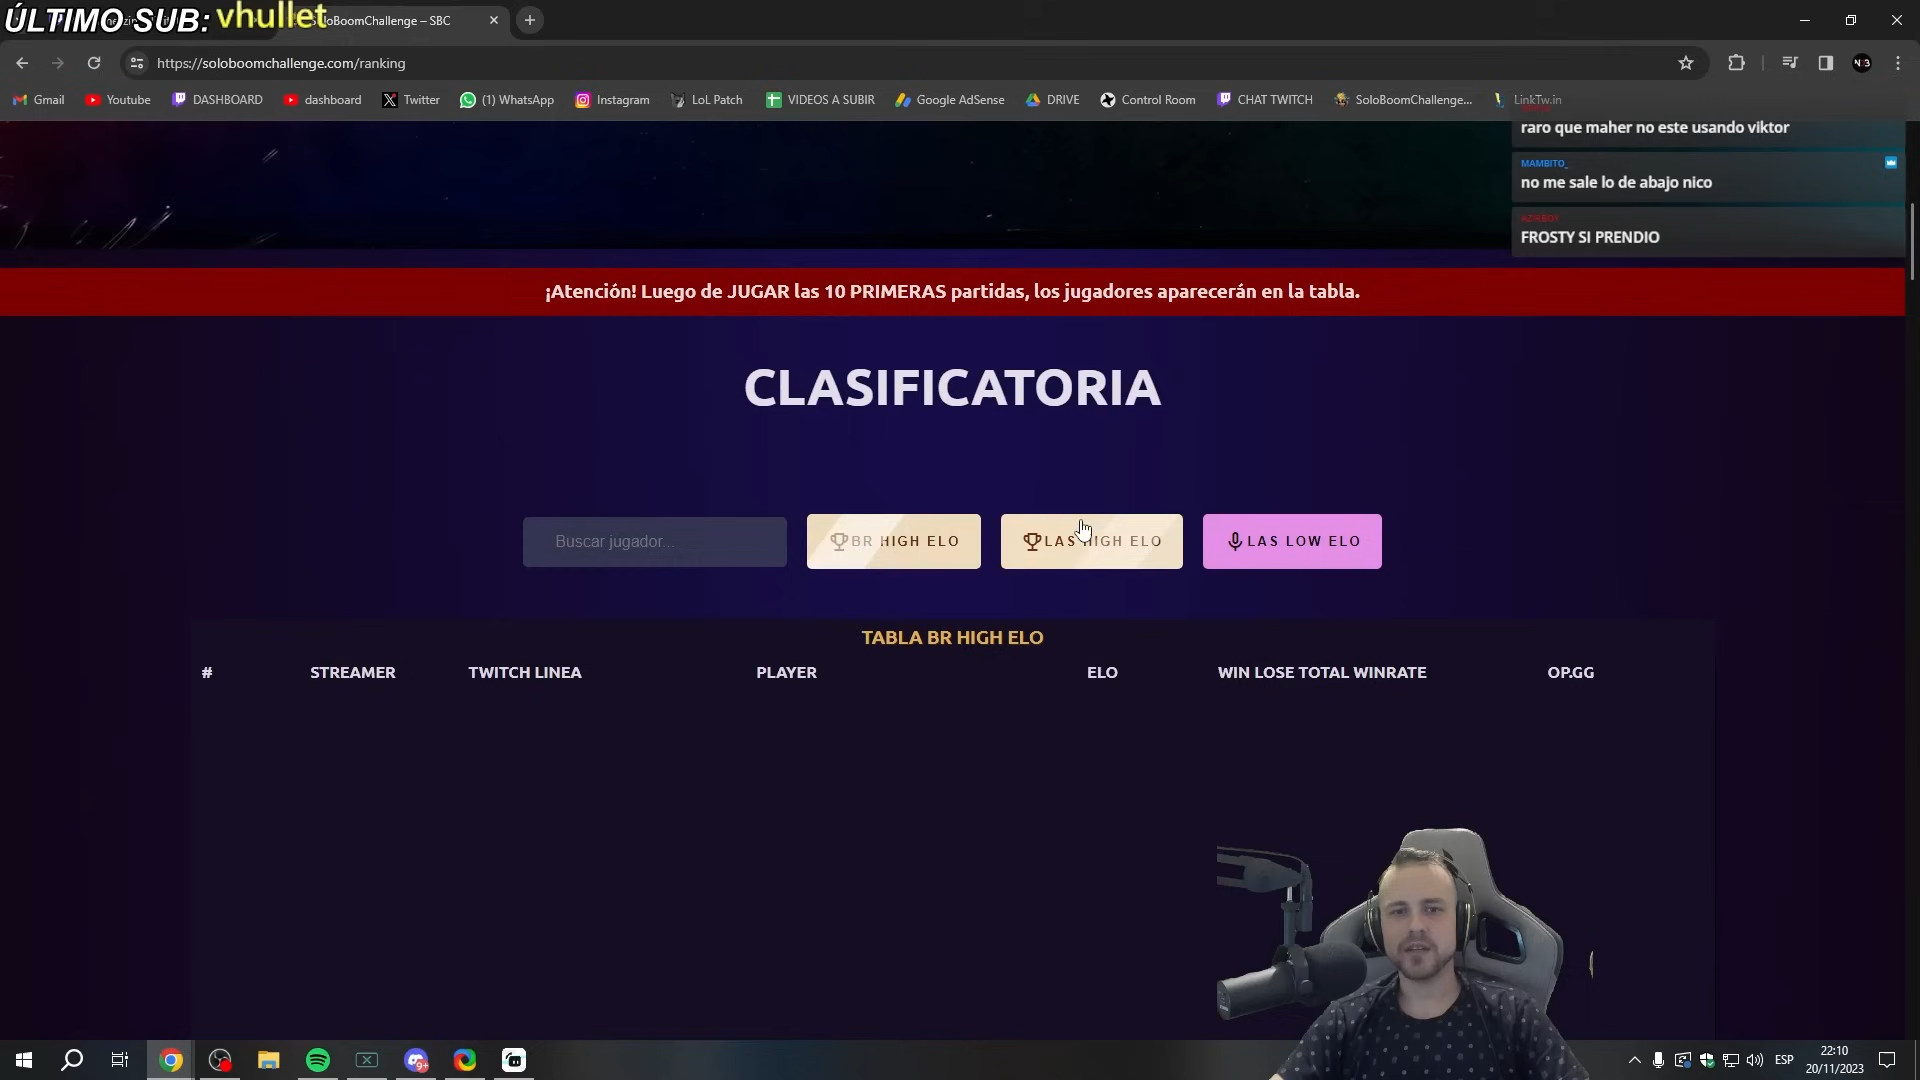 ÚLTIMO SUB: vhullet
SoloBoomChallenge – SBC
https://soloboomchallenge.com/ranking
Gmail
Youtube
DASHBOARD
dashboard
Twitter
(1) WhatsApp
Instagram
LoL Patch
VIDEOS A SUBIR
Google AdSense
DRIVE
Control Room
CHAT TWITCH
SoloBoomChallenge...
LinkTw.in
raro que maher no este usando viktor
MAMBITO_
no me sale lo de abajo nico
AZIRBOY
FROSTY SI PRENDIO
¡Atención! Luego de JUGAR las 10 PRIMERAS partidas, los jugadores aparecerán en la tabla.
CLASIFICATORIA
Buscar jugador...
BR HIGH ELO
LAS HIGH ELO
LAS LOW ELO
TABLA BR HIGH ELO
# STREAMER TWITCH LINEA PLAYER ELO WIN LOSE TOTAL WINRATE OP.GG
9+
ESP
22:10
20/11/2023